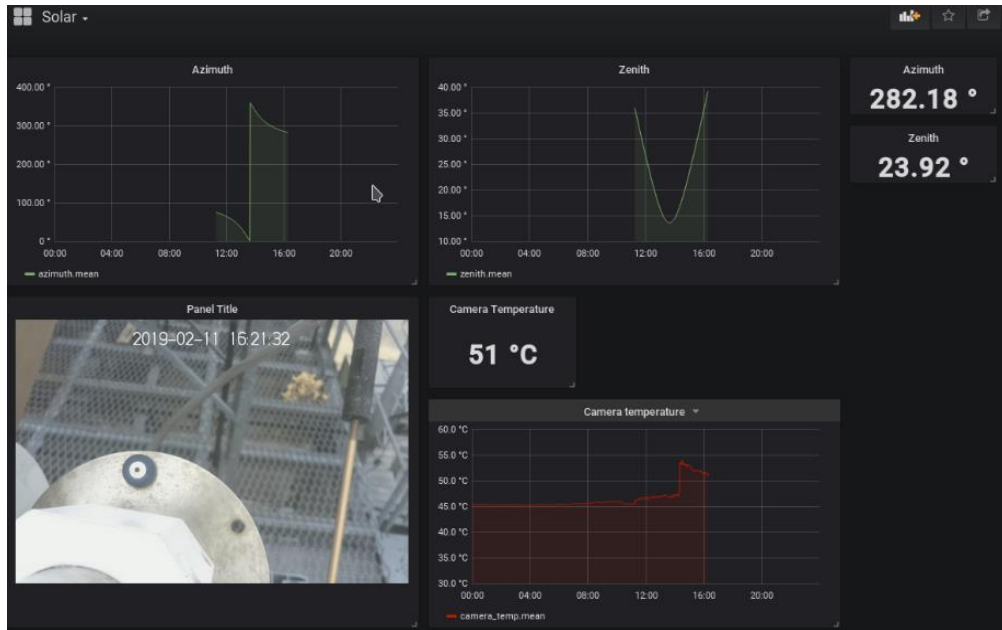 Solar
Azimuth
400.00 °
300.00 °
200.00 °
100.00 °
0 °
00:00 04:00 08:00 12:00 16:00 20:00
azimuth.mean
Zenith
40.00 °
35.00 °
30.00 °
25.00 °
20.00 °
15.00 °
10.00 °
00:00 04:00 08:00 12:00 16:00 20:00
zenith.mean
Azimuth
282.18 °
Zenith
23.92 °
Panel Title
2019-02-11 16:21:32
Camera Temperature
51 °C
Camera temperature
60.0 °C
55.0 °C
50.0 °C
45.0 °C
40.0 °C
35.0 °C
30.0 °C
00:00 04:00 08:00 12:00 16:00 20:00
camera_temp.mean